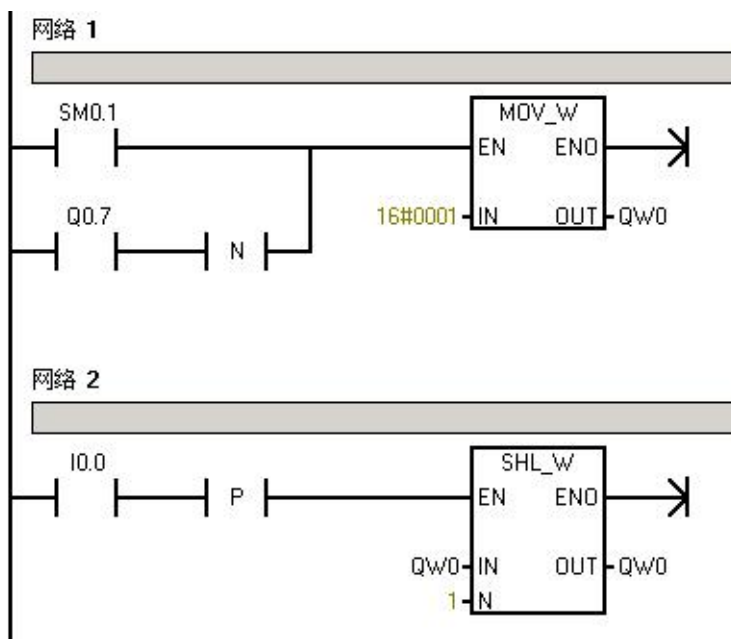 网络 1
SM0.1
MOV_W
EN ENO
Q0.7
16#0001 IN OUT QW0
N
网络 2
I0.0
SHL_W
P
EN ENO
QW0 IN OUT QW0
1 N